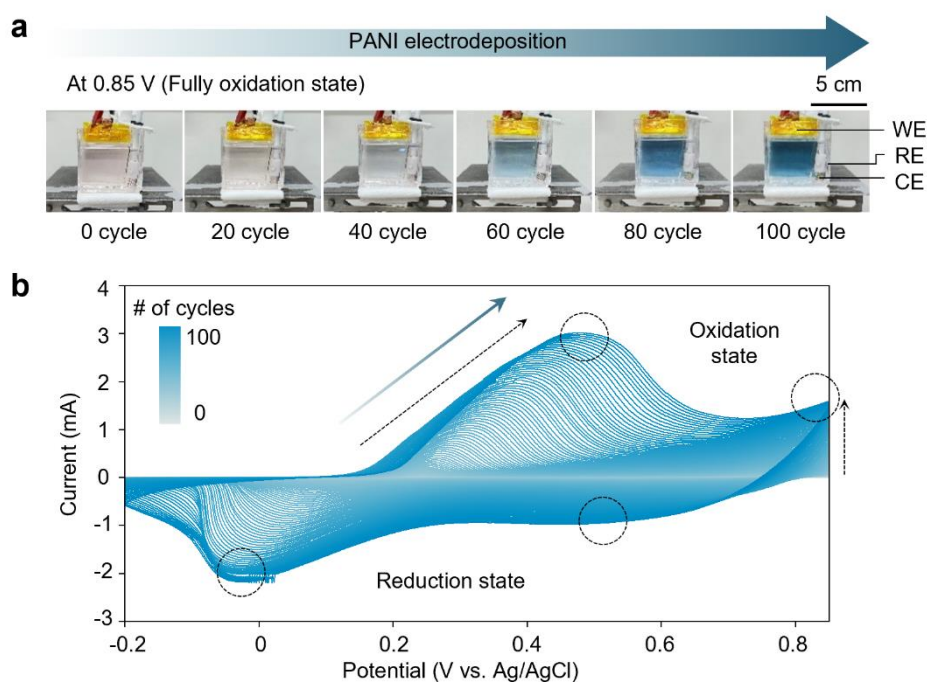 a
PANI electrodeposition
At 0.85 V (Fully oxidation state)
5 cm
WE
RE
CE
0 cycle
20 cycle
40 cycle
60 cycle
80 cycle
100 cycle
b
4
3
2
1
0
-1
-2
-3
Current (mA)
# of cycles
100
0
Oxidation
state
Reduction state
-0.2
0
0.2
0.4
0.6
0.8
Potential (V vs. Ag/AgCl)